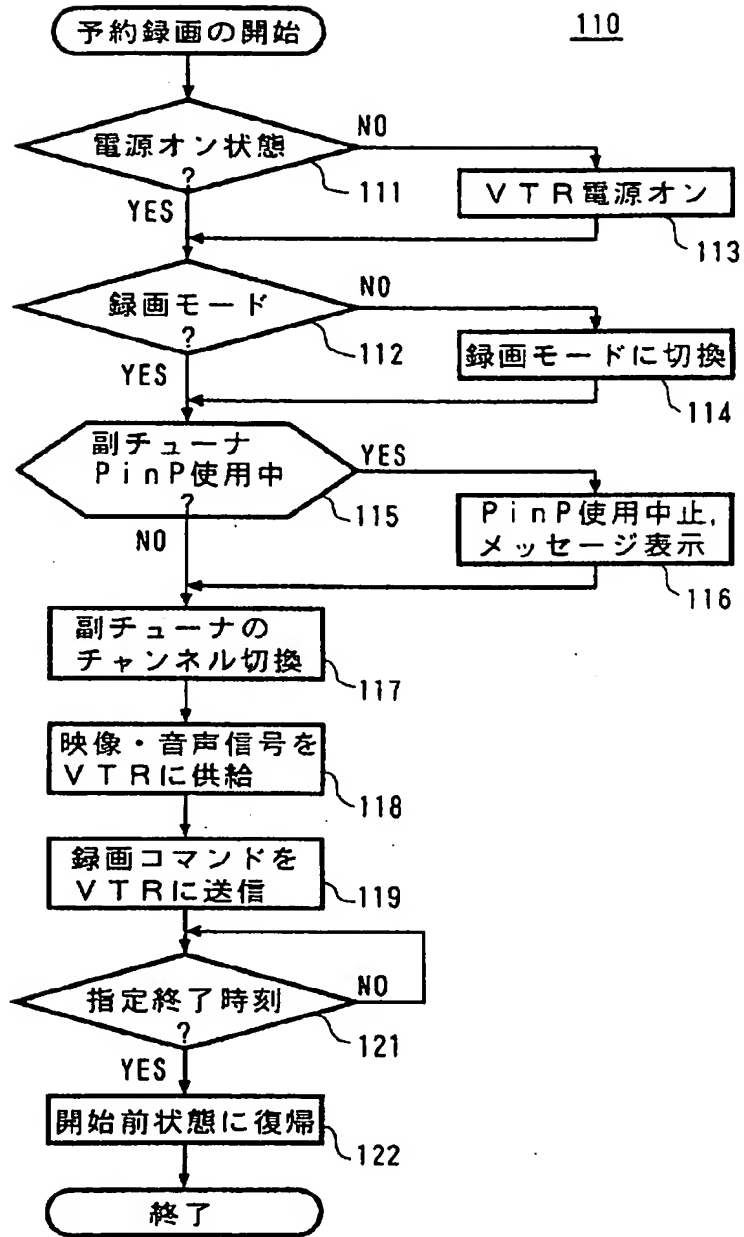 110
予約録画の開始
電源オン状態
?
NO
YES
111
VTR電源オン
113
録画モード
?
NO
YES
112
録画モードに切換
114
副チューナ
PinP使用中
?
YES
NO
115
PinP使用中止,
メッセージ表示
116
副チューナの
チャンネル切換
117
映像・音声信号を
VTRに供給
118
録画コマンドを
VTRに送信
119
指定終了時刻
?
NO
YES
121
開始前状態に復帰
122
終了